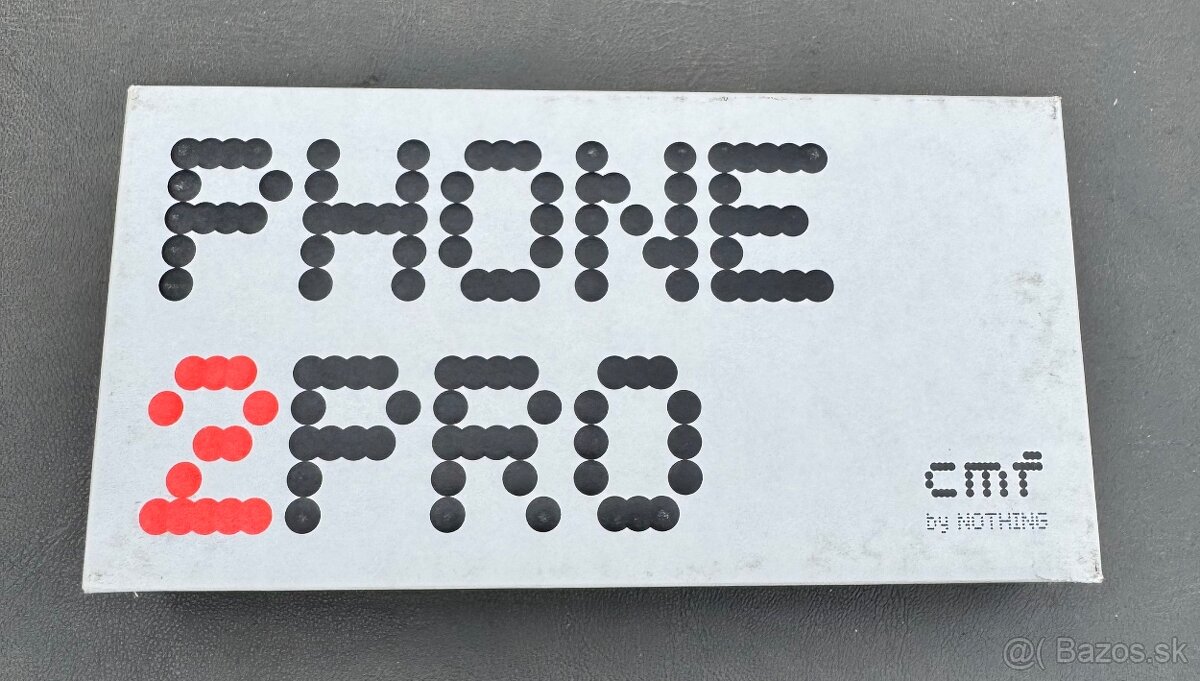 PHONE
2PRO
cmf
by NOTHING
@( Bazos.sk